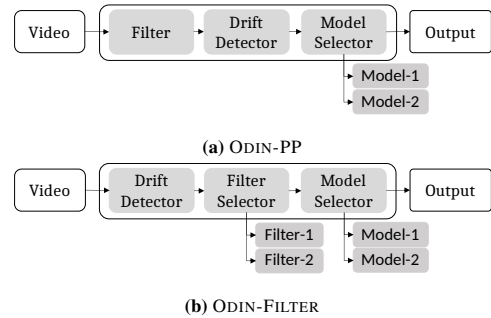 Video
Filter
Drift
Detector
Model
Selector
Output
Model-1
Model-2
(a) ODIN-PP
Video
Drift
Detector
Filter
Selector
Model
Selector
Output
Filter-1
Model-1
Filter-2
Model-2
(b) ODIN-FILTER